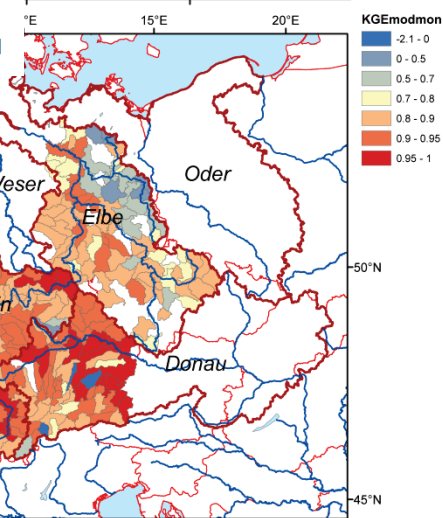 °E
15°E
20°E
KGEmodmon
-2.1 - 0
0 - 0.5
0.5 - 0.7
0.7 - 0.8
0.8 - 0.9
0.9 - 0.95
0.95 - 1
Oder
eser
Elbe
50°N
n
Donau
45°N